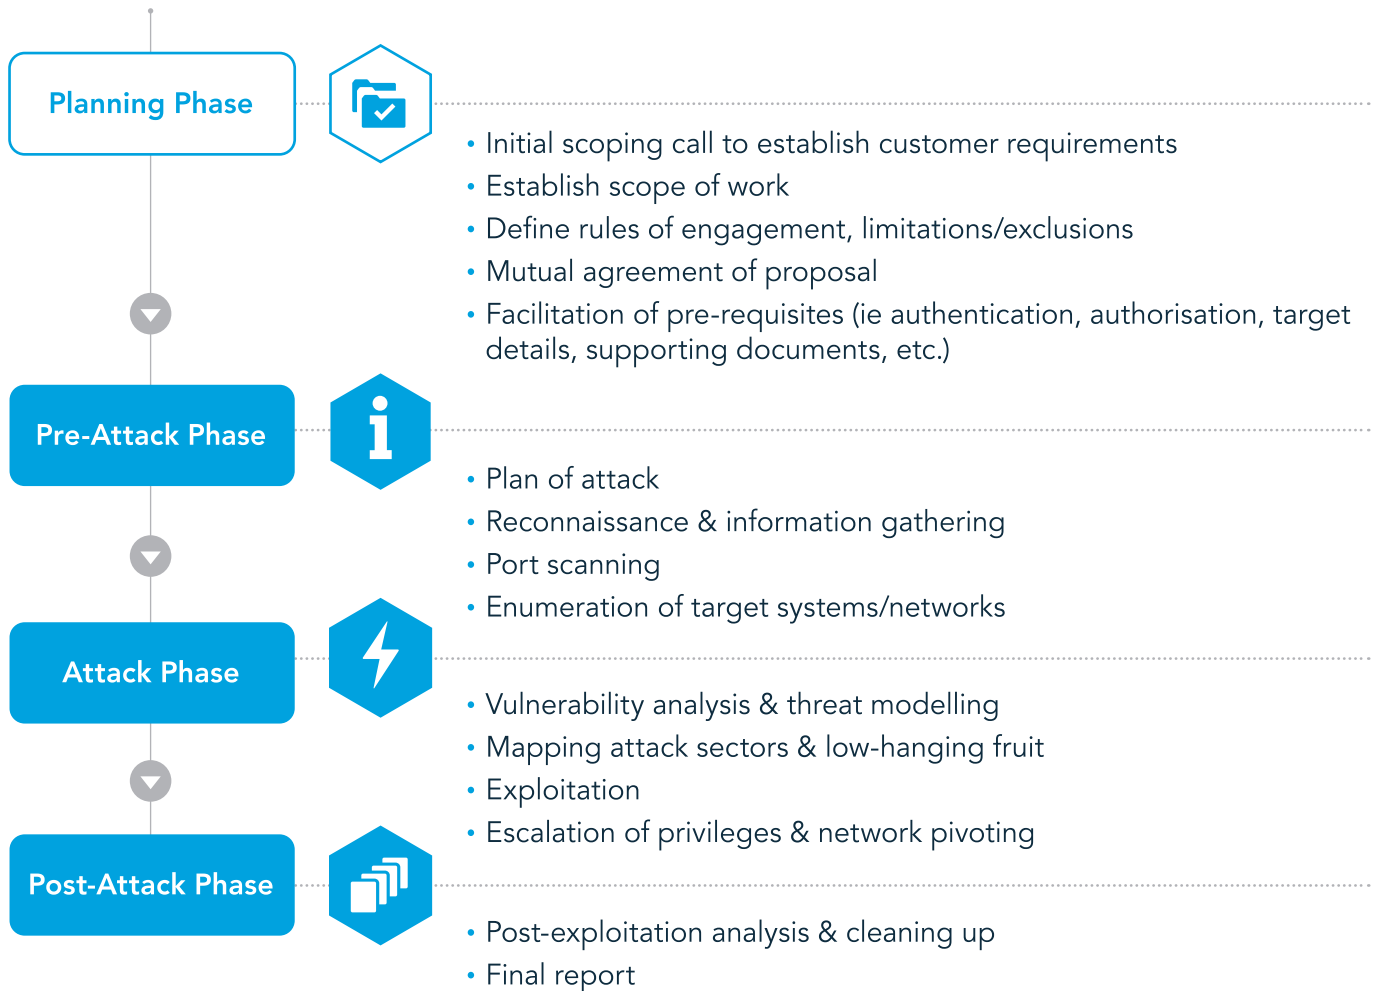 Planning Phase
• Initial scoping call to establish customer requirements
• Establish scope of work
• Define rules of engagement, limitations/exclusions
• Mutual agreement of proposal
• Facilitation of pre-requisites (ie authentication, authorisation, target
details, supporting documents, etc.)
Pre-Attack Phase
• Plan of attack
• Reconnaissance & information gathering
• Port scanning
• Enumeration of target systems/networks
Attack Phase
• Vulnerability analysis & threat modelling
• Mapping attack sectors & low-hanging fruit
• Exploitation
• Escalation of privileges & network pivoting
Post-Attack Phase
• Post-exploitation analysis & cleaning up
• Final report